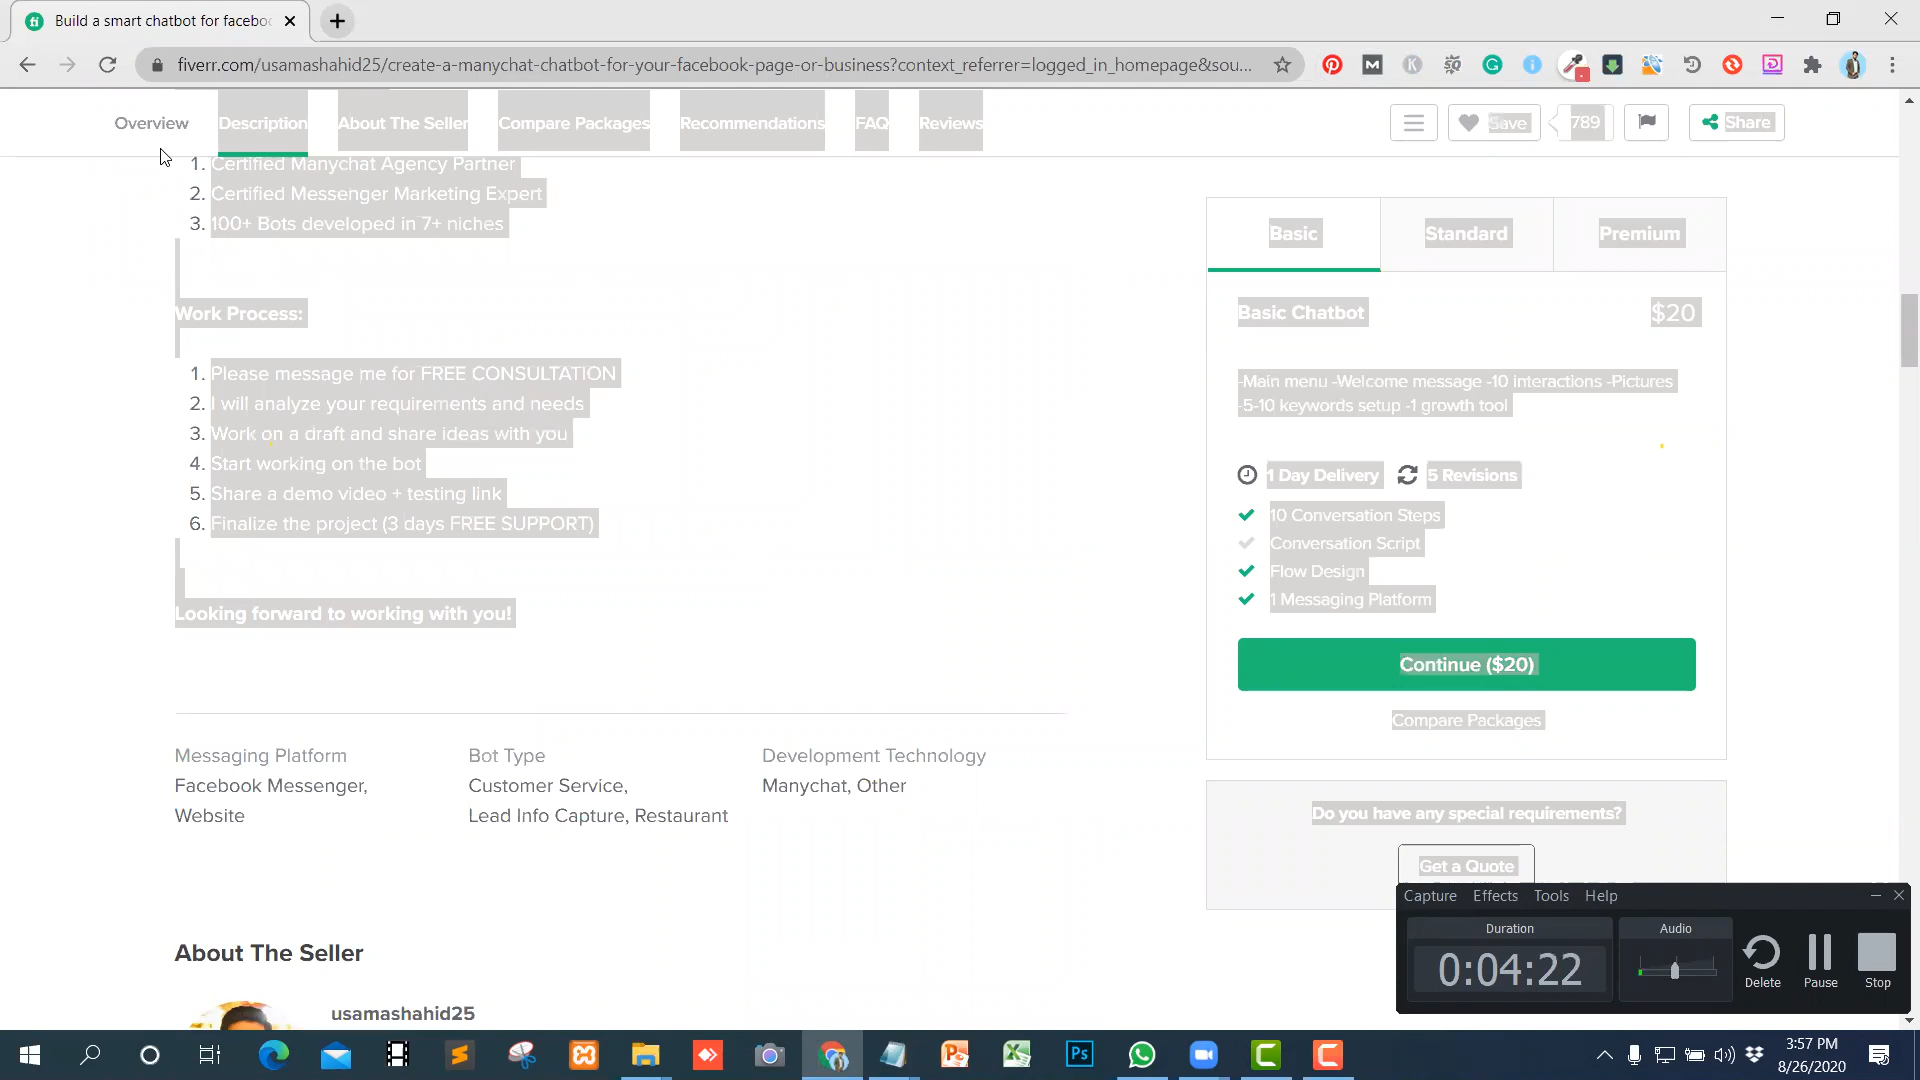 Build a smart chatbot for facebo
fiverr.com/usamashahid25/create-a-manychat-chatbot-for-your-facebook-page-or-business?context_referrer=logged_in_homepage&sou...
Overview
Description
About The Seller
Compare Packages
Recommendations
FAQ
Reviews
Save
789
Share
1. Certified Manychat Agency Partner
2. Certified Messenger Marketing Expert
3. 100+ Bots developed in 7+ niches
Work Process:
1. Please message me for FREE CONSULTATION
2. I will analyze your requirements and needs
3. Work on a draft and share ideas with you
4. Start working on the bot
5. Share a demo video + testing link
6. Finalize the project (3 days FREE SUPPORT)
Looking forward to working with you!
Messaging Platform
Facebook Messenger,
Website
Bot Type
Customer Service,
Lead Info Capture, Restaurant
Development Technology
Manychat, Other
About The Seller
usamashahid25
Basic
Standard
Premium
Basic Chatbot
$20
-Main menu -Welcome message -10 interactions -Pictures
-5-10 keywords setup -1 growth tool
1 Day Delivery
5 Revisions
10 Conversation Steps
Conversation Script
Flow Design
1 Messaging Platform
Continue ($20)
Compare Packages
Do you have any special requirements?
Get a Quote
Capture
Effects
Tools
Help
Duration
0:04:22
Audio
Delete
Pause
Stop
3:57 PM
8/26/2020